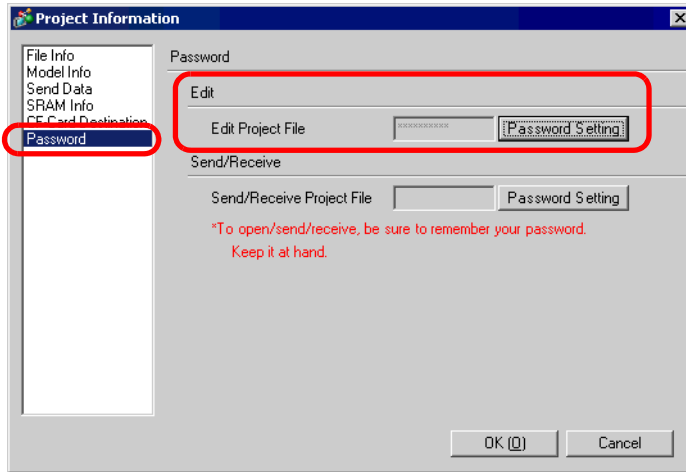 Project Information
File Info
Model Info
Send Data
SRAM Info
CF Card Destination
Password
Password
Edit
Edit Project File xxxxxxxxxx Password Setting
Send/Receive
Send/Receive Project File Password Setting
*To open/send/receive, be sure to remember your password.
Keep it at hand.
OK (O) Cancel